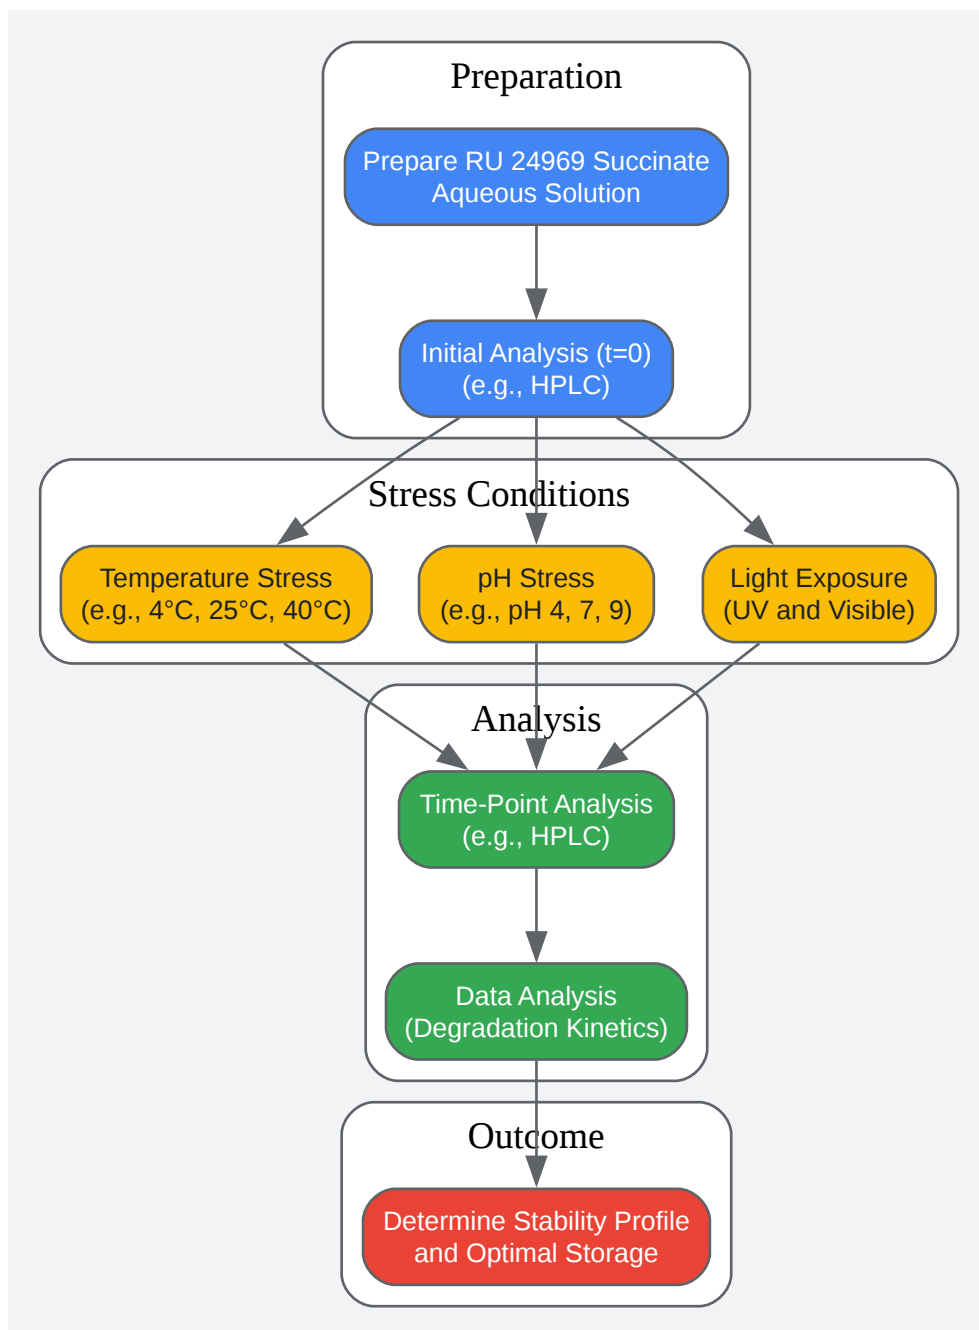 Preparation
Prepare RU 24969 Succinate
Aqueous Solution
Initial Analysis (t=0)
(e.g., HPLC)
Stress Conditions
Temperature Stress
(e.g., 4°C, 25°C, 40°C)
pH Stress
(e.g., pH 4, 7, 9)
Light Exposure
(UV and Visible)
Analysis
Time-Point Analysis
(e.g., HPLC)
Data Analysis
(Degradation Kinetics)
Outcome
Determine Stability Profile
and Optimal Storage